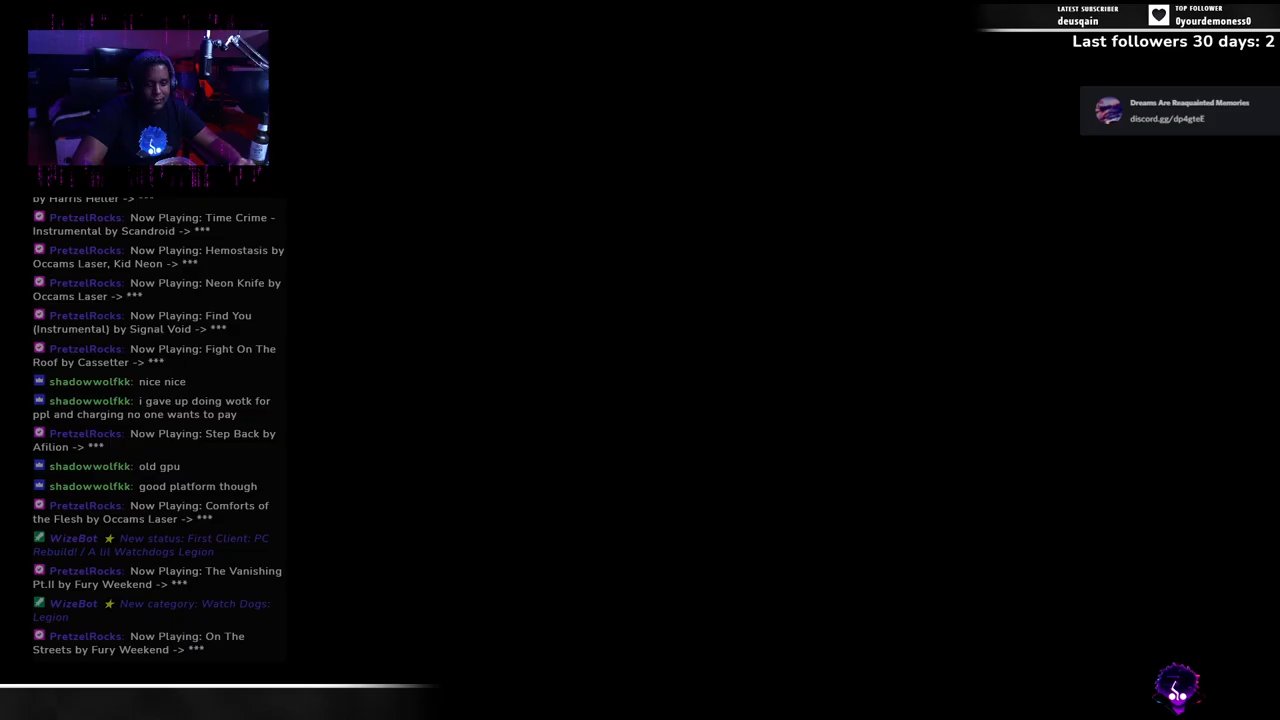 LATEST SUBSCRIBER
deusqain
TOP FOLLOWER
0yourdemoness0
Last followers 30 days: 2
Dreams Are Reaquainted Memories
discord.gg/dp4gteE
by Harris Heller -> ***
PretzelRocks: Now Playing: Time Crime -
Instrumental by Scandroid -> ***
PretzelRocks: Now Playing: Hemostasis by
Occams Laser, Kid Neon -> ***
PretzelRocks: Now Playing: Neon Knife by
Occams Laser -> ***
PretzelRocks: Now Playing: Find You
(Instrumental) by Signal Void -> ***
PretzelRocks: Now Playing: Fight On The
Roof by Cassetter -> ***
shadowwolfkk: nice nice
shadowwolfkk: i gave up doing wotk for
ppl and charging no one wants to pay
PretzelRocks: Now Playing: Step Back by
Afilion -> ***
shadowwolfkk: old gpu
shadowwolfkk: good platform though
PretzelRocks: Now Playing: Comforts of
the Flesh by Occams Laser -> ***
WizeBot ★ New status: First Client: PC
Rebuild! / A lil Watchdogs Legion
PretzelRocks: Now Playing: The Vanishing
Pt.II by Fury Weekend -> ***
WizeBot ★ New category: Watch Dogs:
Legion
PretzelRocks: Now Playing: On The
Streets by Fury Weekend -> ***